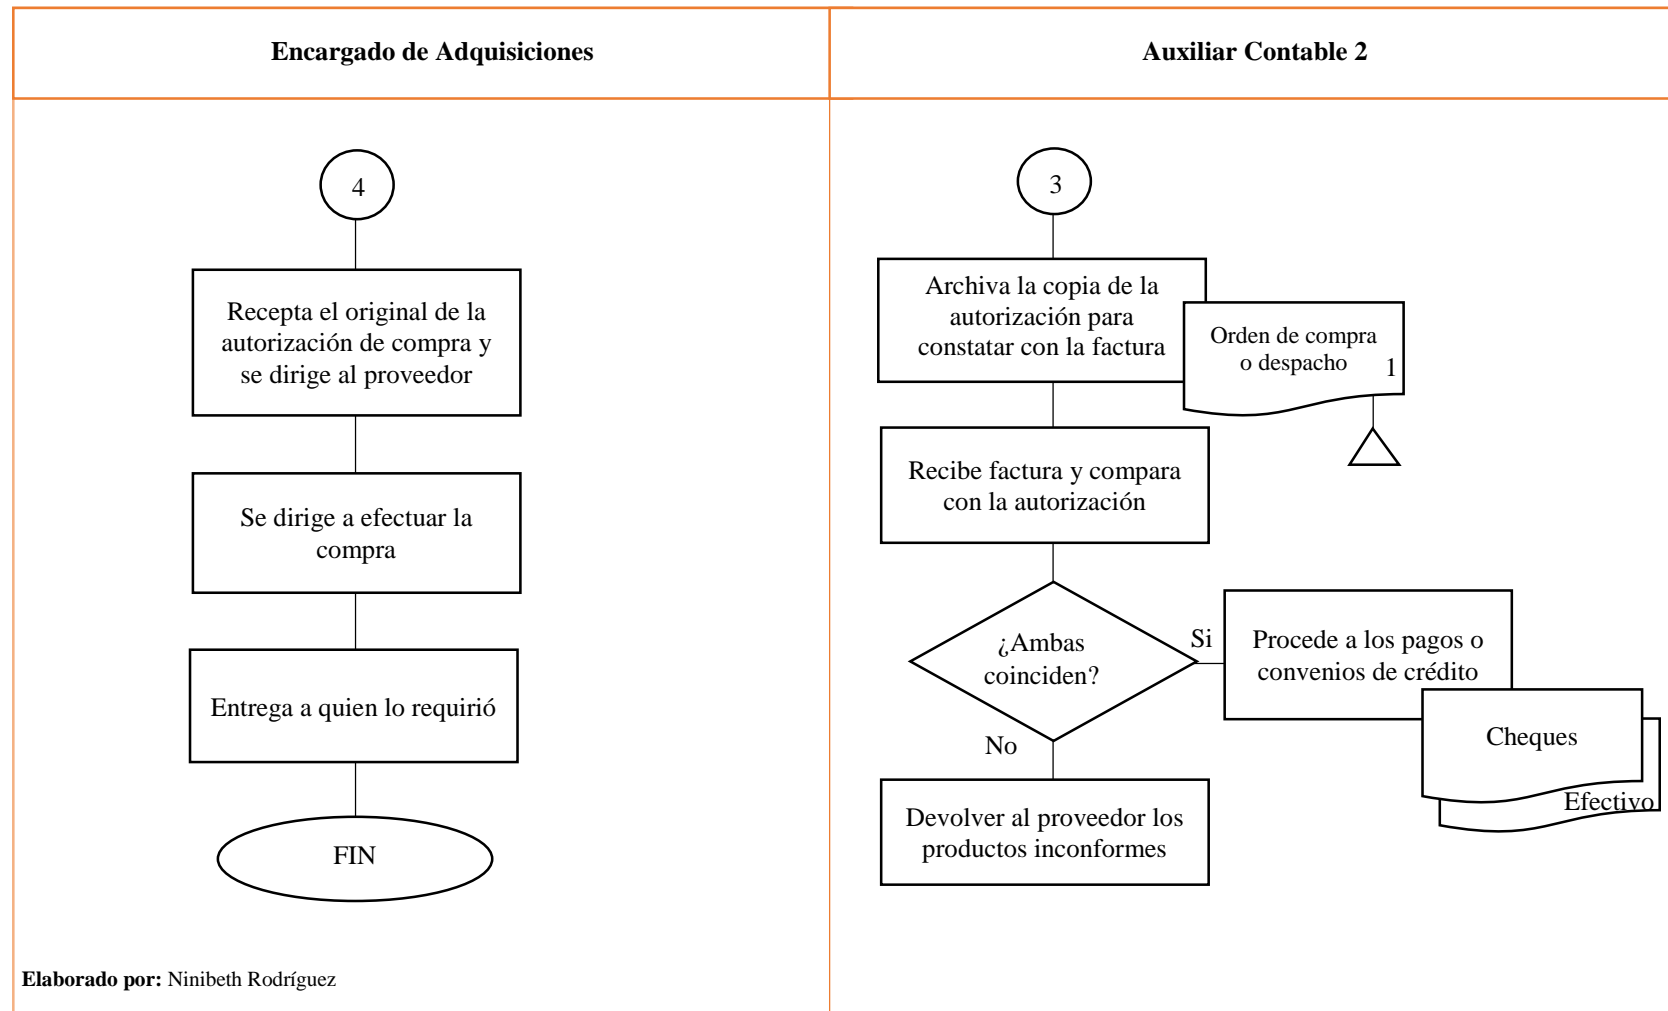 Encargado de Adquisiciones
Auxiliar Contable 2
4
Recepta el original de la
autorización de compra y
se dirige al proveedor
Se dirige a efectuar la
compra
Entrega a quien lo requirió
FIN
3
Archiva la copia de la
autorización para
constatar con la factura
Orden de compra
o despacho
1
Recibe factura y compara
con la autorización
¿Ambas
coinciden?
Si
Procede a los pagos o
convenios de crédito
Cheques
Efectivo
No
Devolver al proveedor los
productos inconformes
Elaborado por: Ninibeth Rodríguez